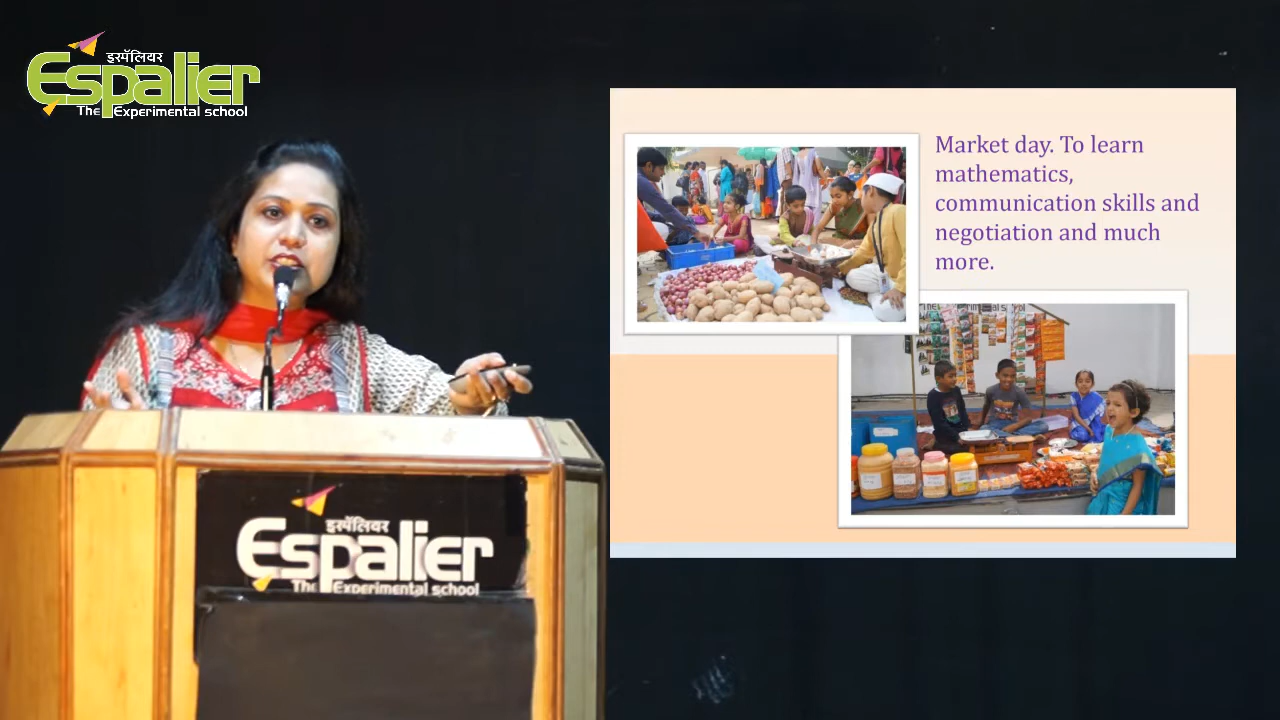 इस्पॅलियर
Espalier
The Experimental school
Market day. To learn
mathematics,
communication skills and
negotiation and much
more.
इस्पॅलियर
Espalier
The Experimental school